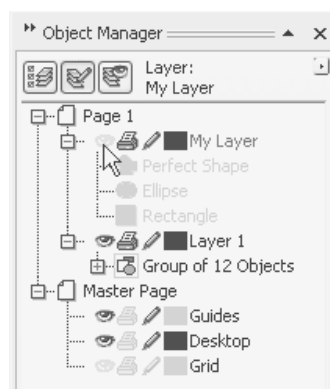 Object Manager
Layer:
My Layer
Page 1
My Layer
Perfect Shape
Ellipse
Rectangle
Layer 1
Group of 12 Objects
Master Page
Guides
Desktop
Grid